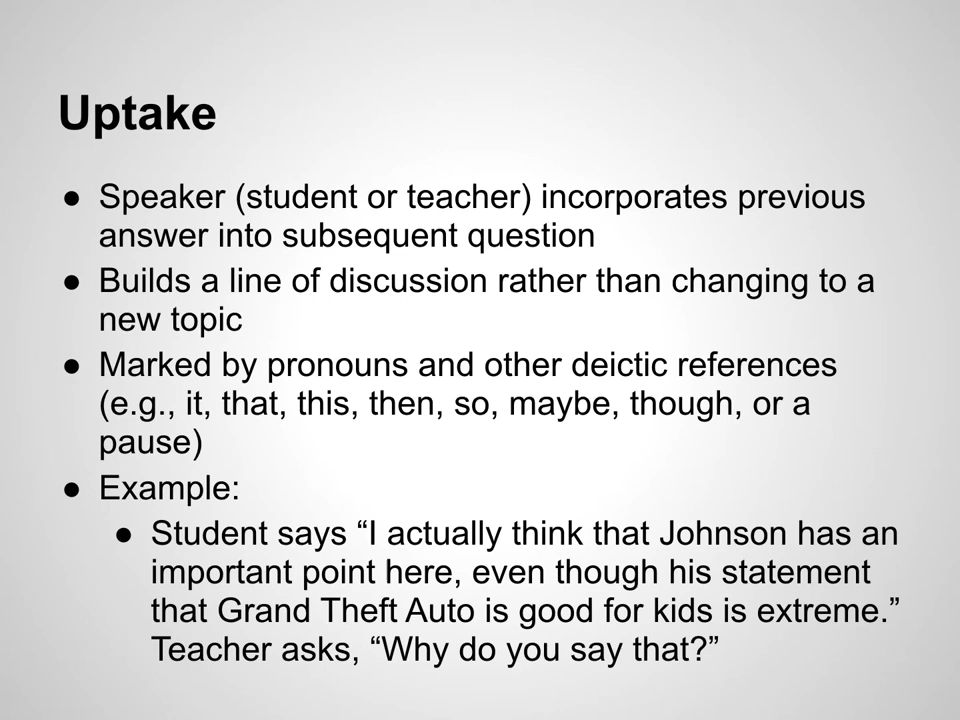 Uptake
● Speaker (student or teacher) incorporates previous
answer into subsequent question
● Builds a line of discussion rather than changing to a
new topic
● Marked by pronouns and other deictic references
(e.g., it, that, this, then, so, maybe, though, or a
pause)
● Example:
● Student says “I actually think that Johnson has an
important point here, even though his statement
that Grand Theft Auto is good for kids is extreme.”
Teacher asks, “Why do you say that?”